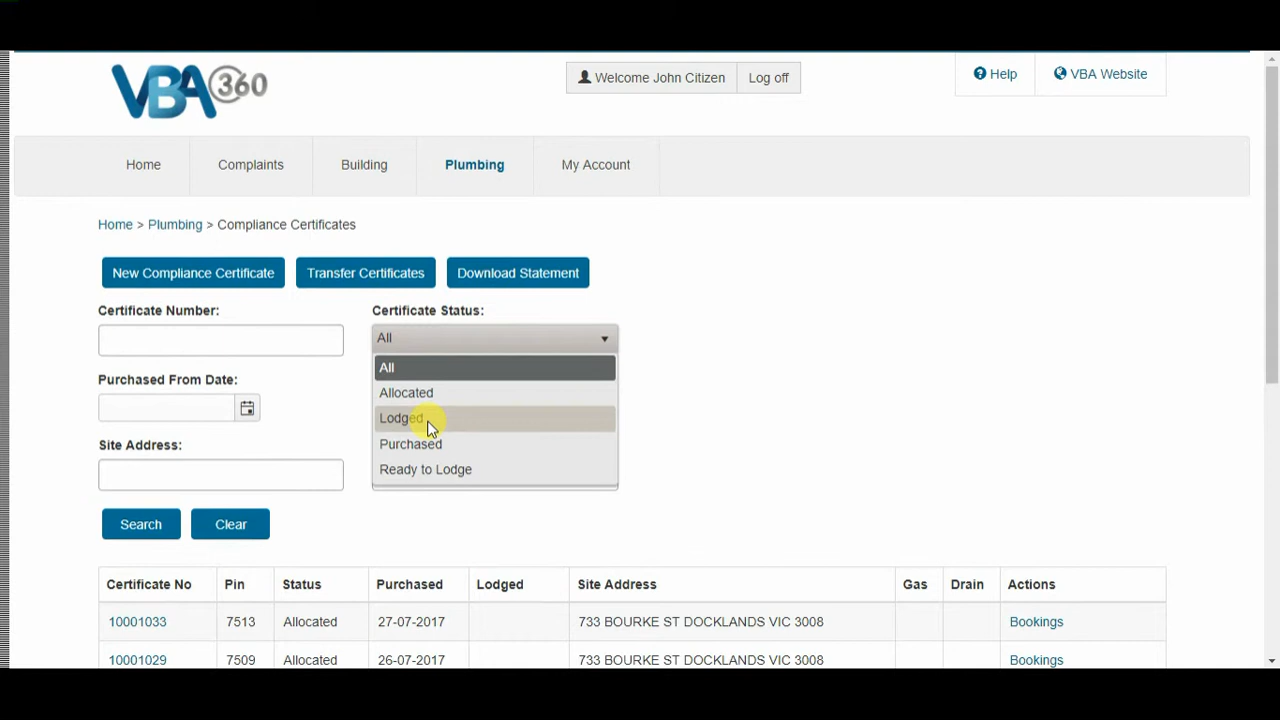 VBA 360
Welcome John Citizen
Log off
Help
VBA Website
Home
Complaints
Building
Plumbing
My Account
Home > Plumbing > Compliance Certificates
New Compliance Certificate
Transfer Certificates
Download Statement
Certificate Number:
Certificate Status:
All
All
Allocated
Lodged
Purchased
Ready to Lodge
Purchased From Date:
Site Address:
Search
Clear
Certificate No Pin Status Purchased Lodged Site Address Gas Drain Actions
10001033 7513 Allocated 27-07-2017 733 BOURKE ST DOCKLANDS VIC 3008 Bookings
10001029 7509 Allocated 26-07-2017 733 BOURKE ST DOCKLANDS VIC 3008 Bookings